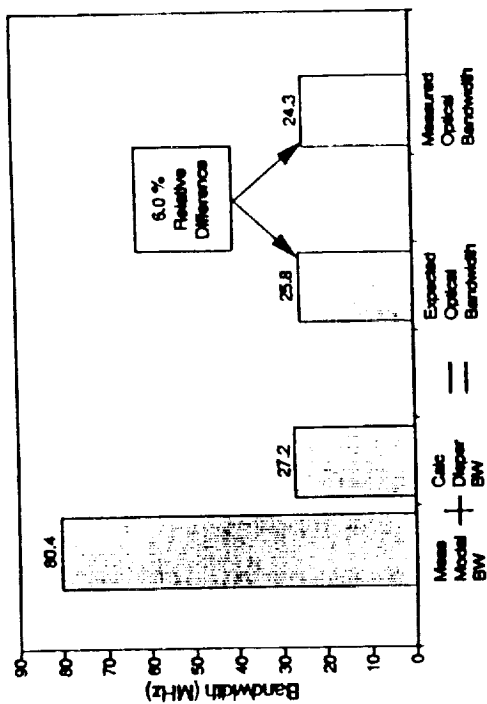 Bandwidth (MHz)
90
80
70
60
50
40
30
20
10
0
80.4
27.2
25.8
24.3
6.0 %
Relative
Difference
Meas
Model
BW
+
Calc
Disper
BW
=
Expected
Optical
Bandwidth
Measured
Optical
Bandwidth